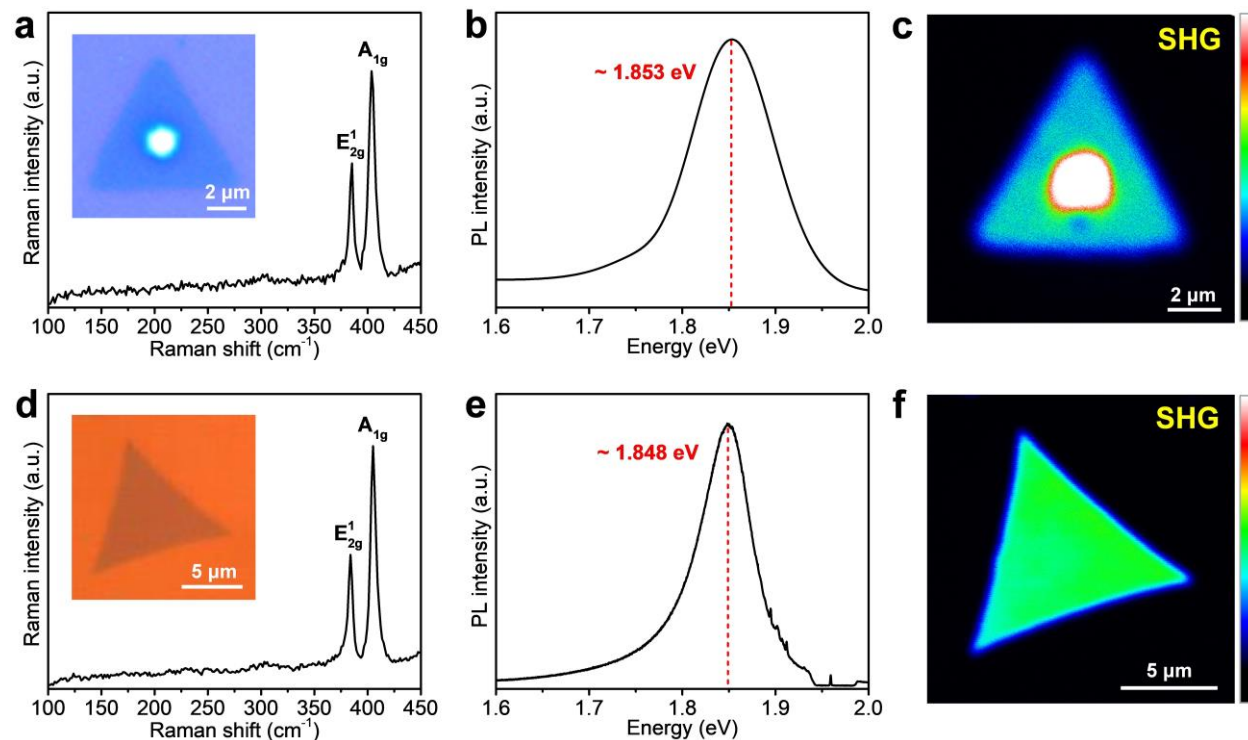 a
Raman intensity (a.u.)
E¹₂g
A₁g
2 µm
100 150 200 250 300 350 400 450
Raman shift (cm⁻¹)
b
PL intensity (a.u.)
~ 1.853 eV
1.6 1.7 1.8 1.9 2.0
Energy (eV)
c
SHG
2 µm
d
Raman intensity (a.u.)
E¹₂g
A₁g
5 µm
100 150 200 250 300 350 400 450
Raman shift (cm⁻¹)
e
PL intensity (a.u.)
~ 1.848 eV
1.6 1.7 1.8 1.9 2.0
Energy (eV)
f
SHG
5 µm